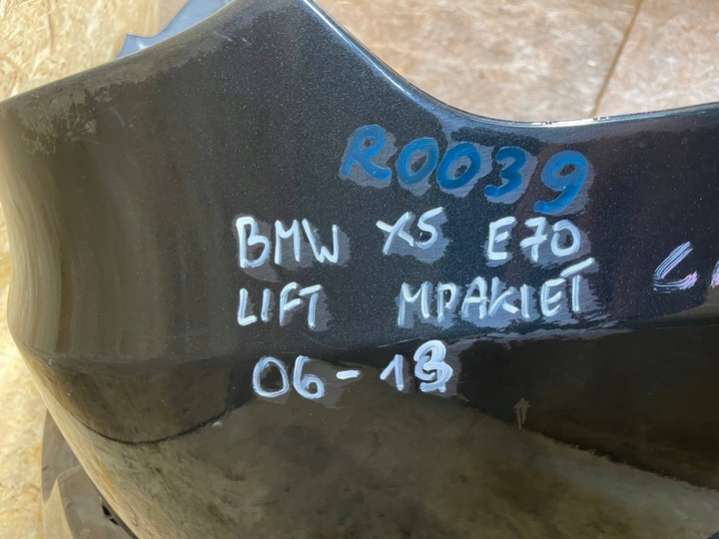 R0039
BMW X5 E70
LIFT MPAKIET
06-13